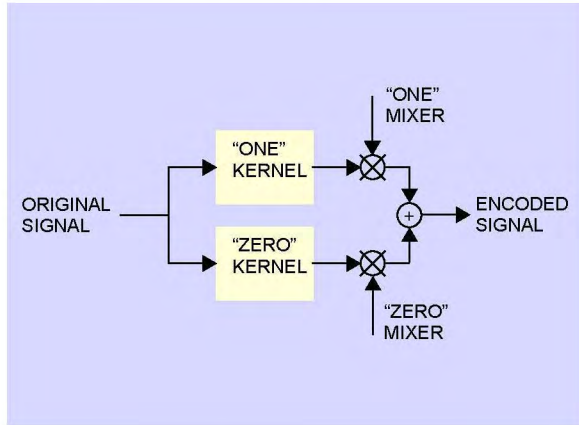 “ONE”
MIXER
“ONE”
KERNEL
ORIGINAL
SIGNAL
+
ENCODED
SIGNAL
“ZERO”
KERNEL
“ZERO”
MIXER